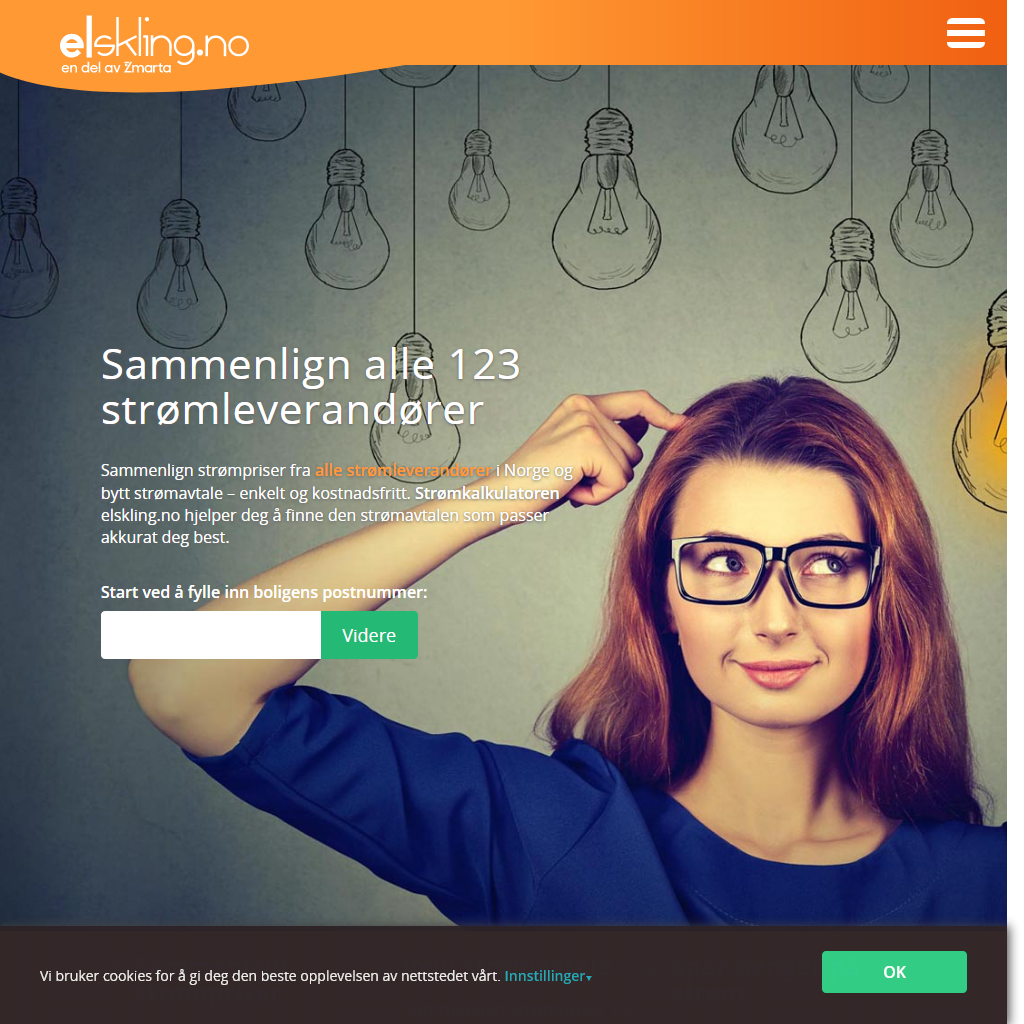 elskling.no
en del av Zmarta
Sammenlign alle 123
strømleverandører
Sammenlign strømpriser fra alle strømleverandører i Norge og
bytt strømavtale – enkelt og kostnadsfritt. Strømkalkulatoren
elskling.no hjelper deg å finne den strømavtalen som passer
akkurat deg best.
Start ved å fylle inn boligens postnummer:
Videre
Vi bruker cookies for å gi deg den beste opplevelsen av nettstedet vårt. Innstillinger▾
OK